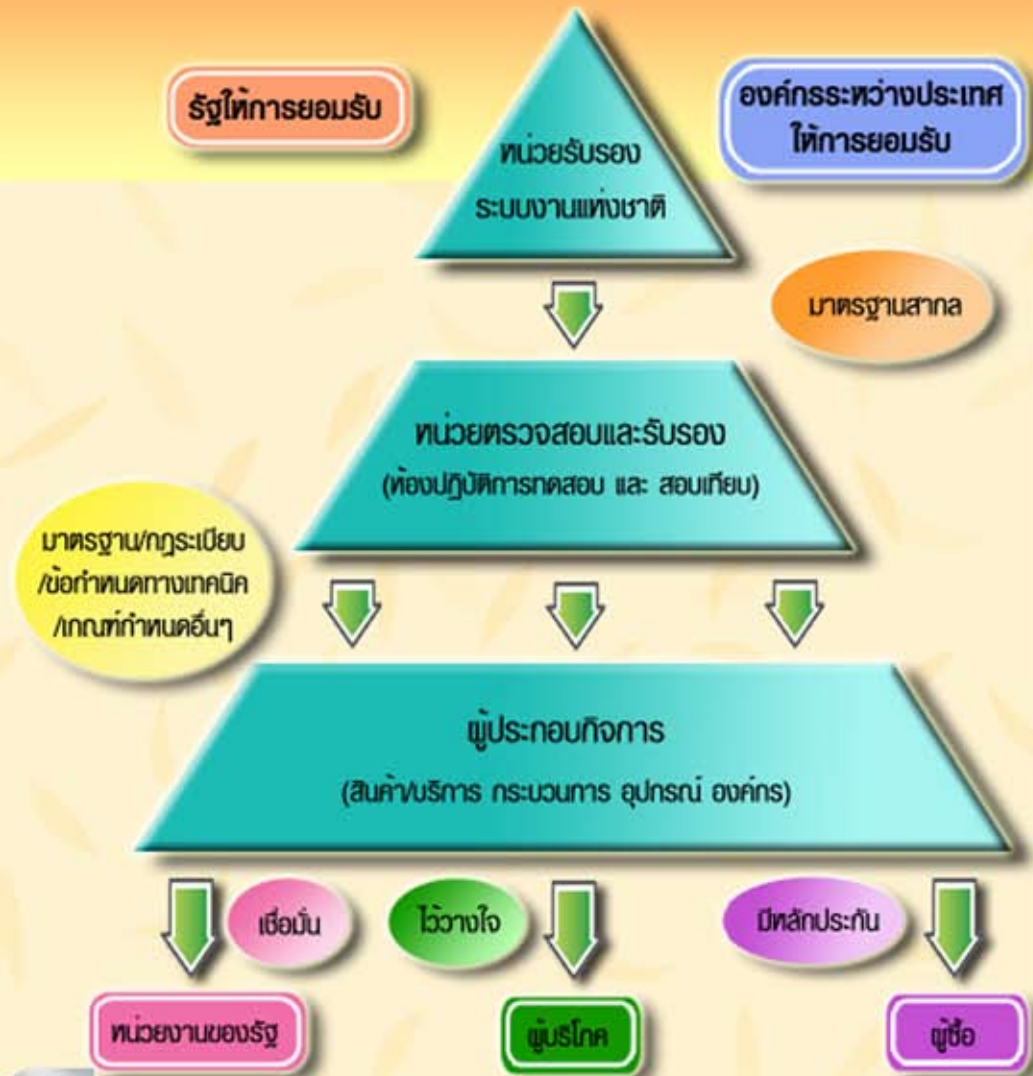 รัฐให้การยอมรับ
องค์กรระหว่างประเทศ
ให้การยอมรับ
หน่วยรับรอง
ระบบงานแห่งชาติ
มาตรฐานสากล
หน่วยตรวจสอบและรับรอง
(ห้องปฏิบัติการทดสอบ และ สอบเทียบ)
มาตรฐาน/กฎระเบียบ
/ข้อกำหนดทางเทคนิค
/เกณฑ์กำหนดอื่นๆ
ผู้ประกอบกิจการ
(สินค้า/บริการ กระบวนการ อุปกรณ์ องค์กร)
เชื่อมั่น
ไว้วางใจ
มีหลักประกัน
หน่วยงานของรัฐ
ผู้บริโภค
ผู้ซื้อ